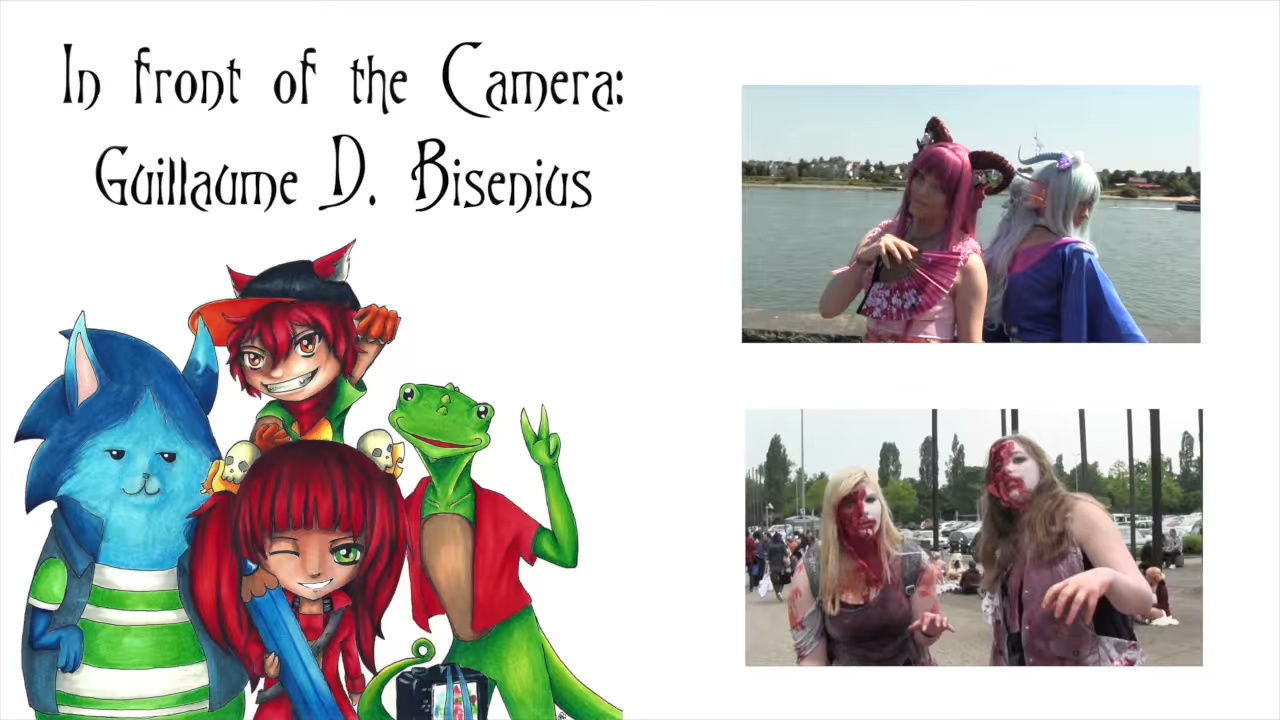 In front of the Camera:
Guillaume D. Bisenius